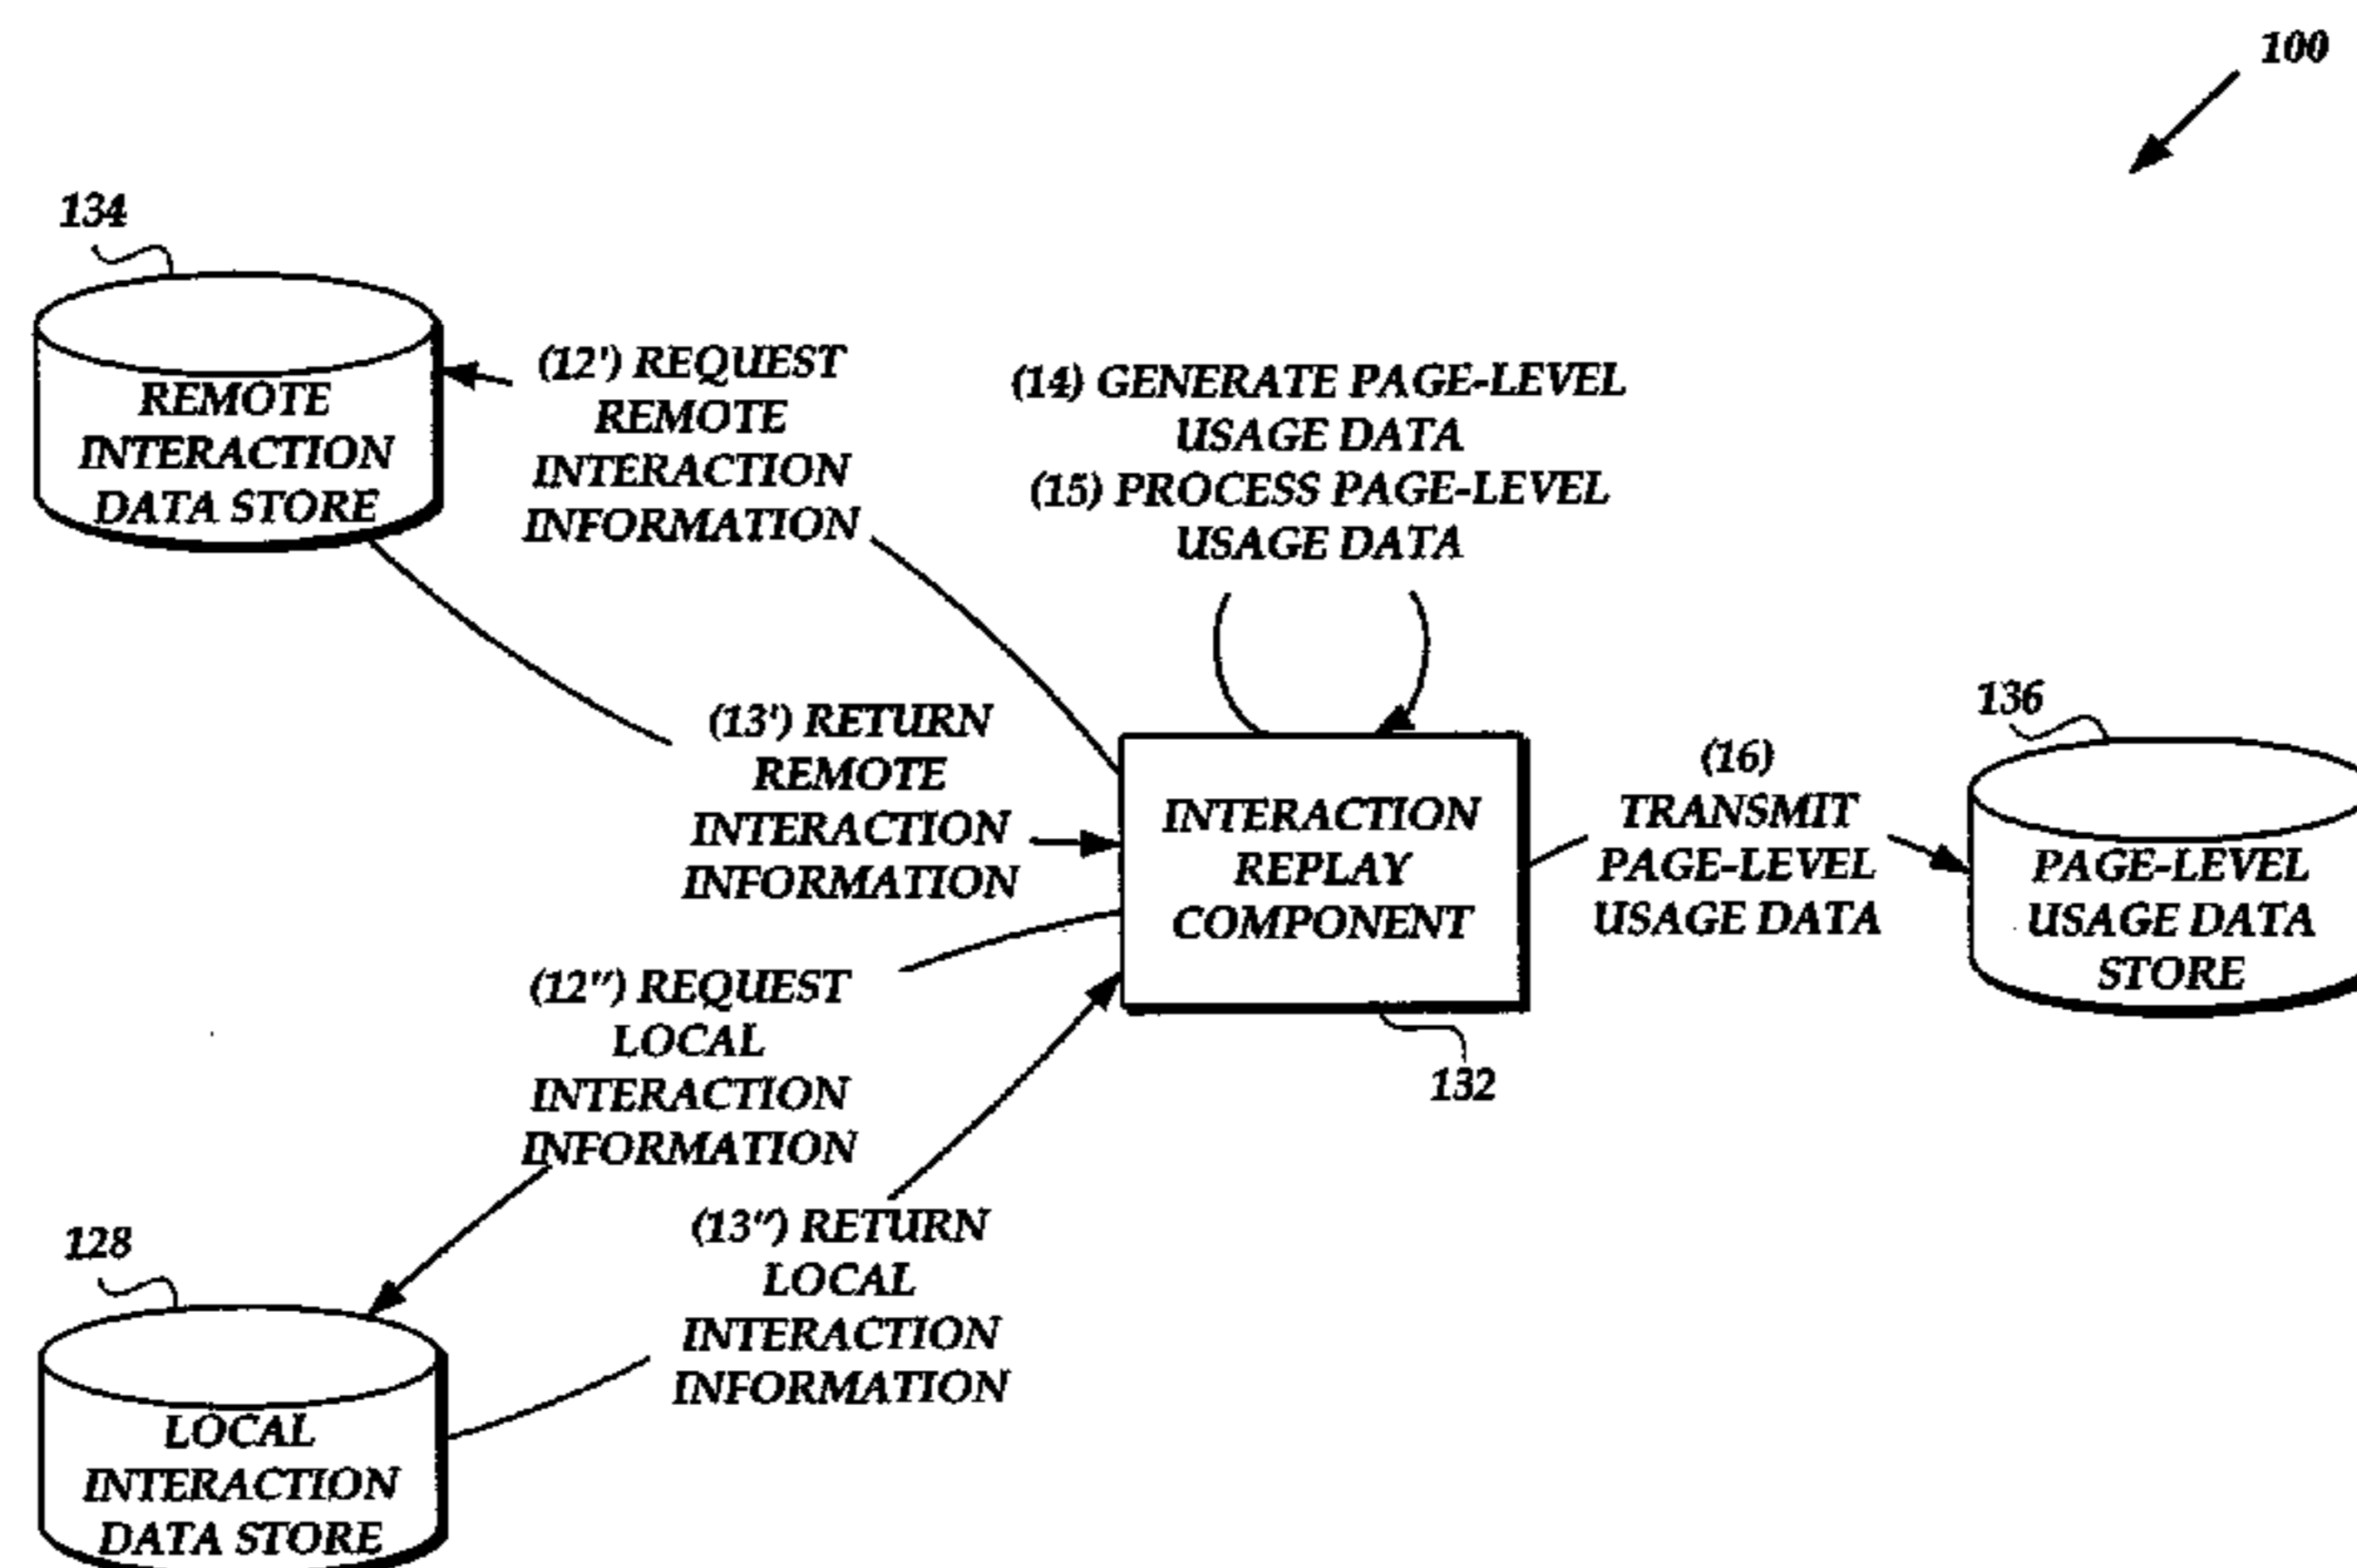 100
134
REMOTE
INTERACTION
DATA STORE
(12') REQUEST
REMOTE
INTERACTION
INFORMATION
(14) GENERATE PAGE-LEVEL
USAGE DATA
(15) PROCESS PAGE-LEVEL
USAGE DATA
(13') RETURN
REMOTE
INTERACTION
INFORMATION
INTERACTION
REPLAY
COMPONENT
132
(16)
TRANSMIT
PAGE-LEVEL
USAGE DATA
136
PAGE-LEVEL
USAGE DATA
STORE
(12") REQUEST
LOCAL
INTERACTION
INFORMATION
(13") RETURN
LOCAL
INTERACTION
INFORMATION
128
LOCAL
INTERACTION
DATA STORE